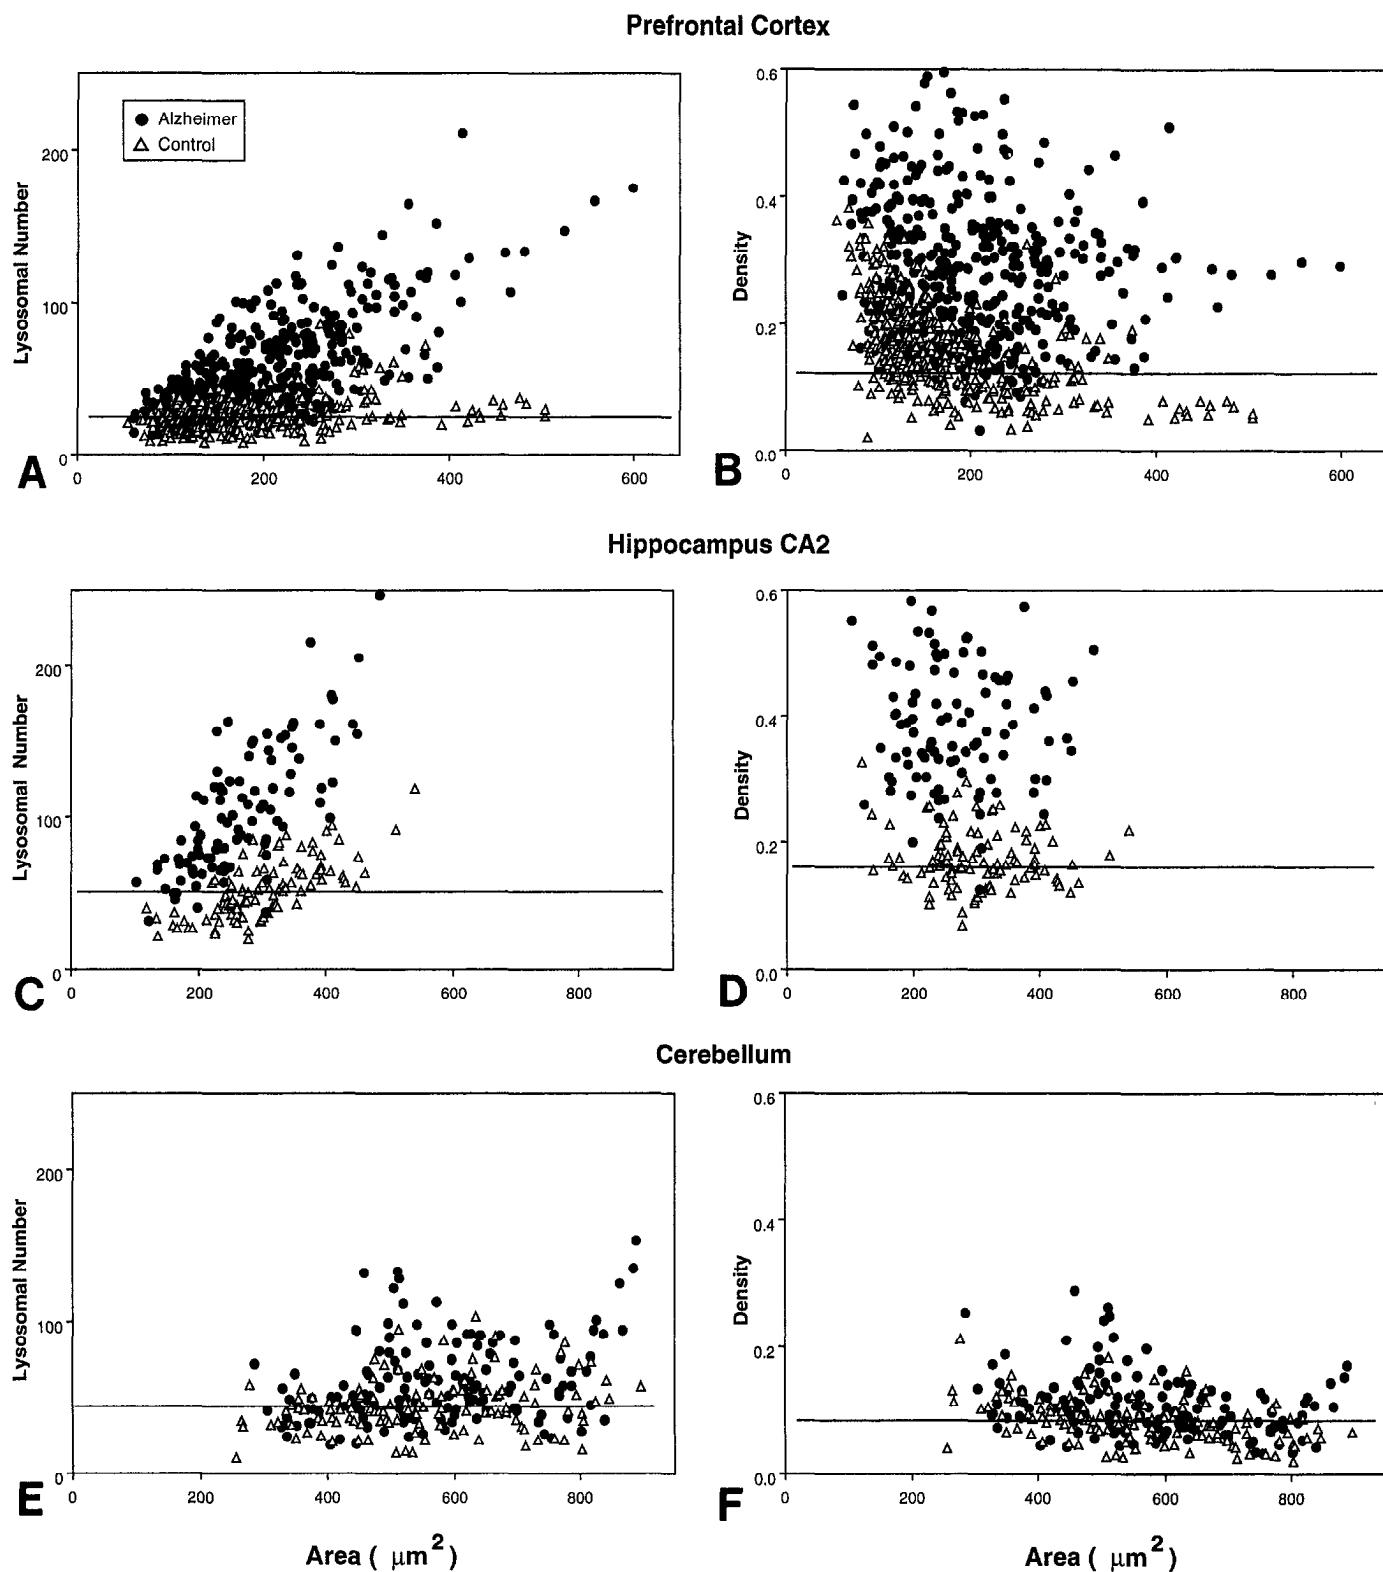 Prefrontal Cortex
Alzheimer
Control
Lysosomal Number
200
100
0
0 200 400 600
A
Density
0.6
0.4
0.2
0.0
0 200 400 600
B
Hippocampus CA2
Lysosomal Number
200
100
0
0 200 400 600 800
C
Density
0.6
0.4
0.2
0.0
0 200 400 600 800
D
Cerebellum
Lysosomal Number
200
100
0
0 200 400 600 800
E
Area ( μm²)
Density
0.6
0.4
0.2
0.0
0 200 400 600 800
F
Area ( μm²)